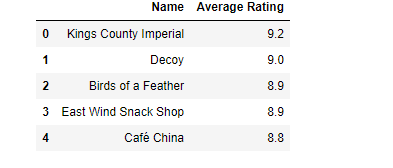 Name Average Rating
0 Kings County Imperial 9.2
1 Decoy 9.0
2 Birds of a Feather 8.9
3 East Wind Snack Shop 8.9
4 Café China 8.8